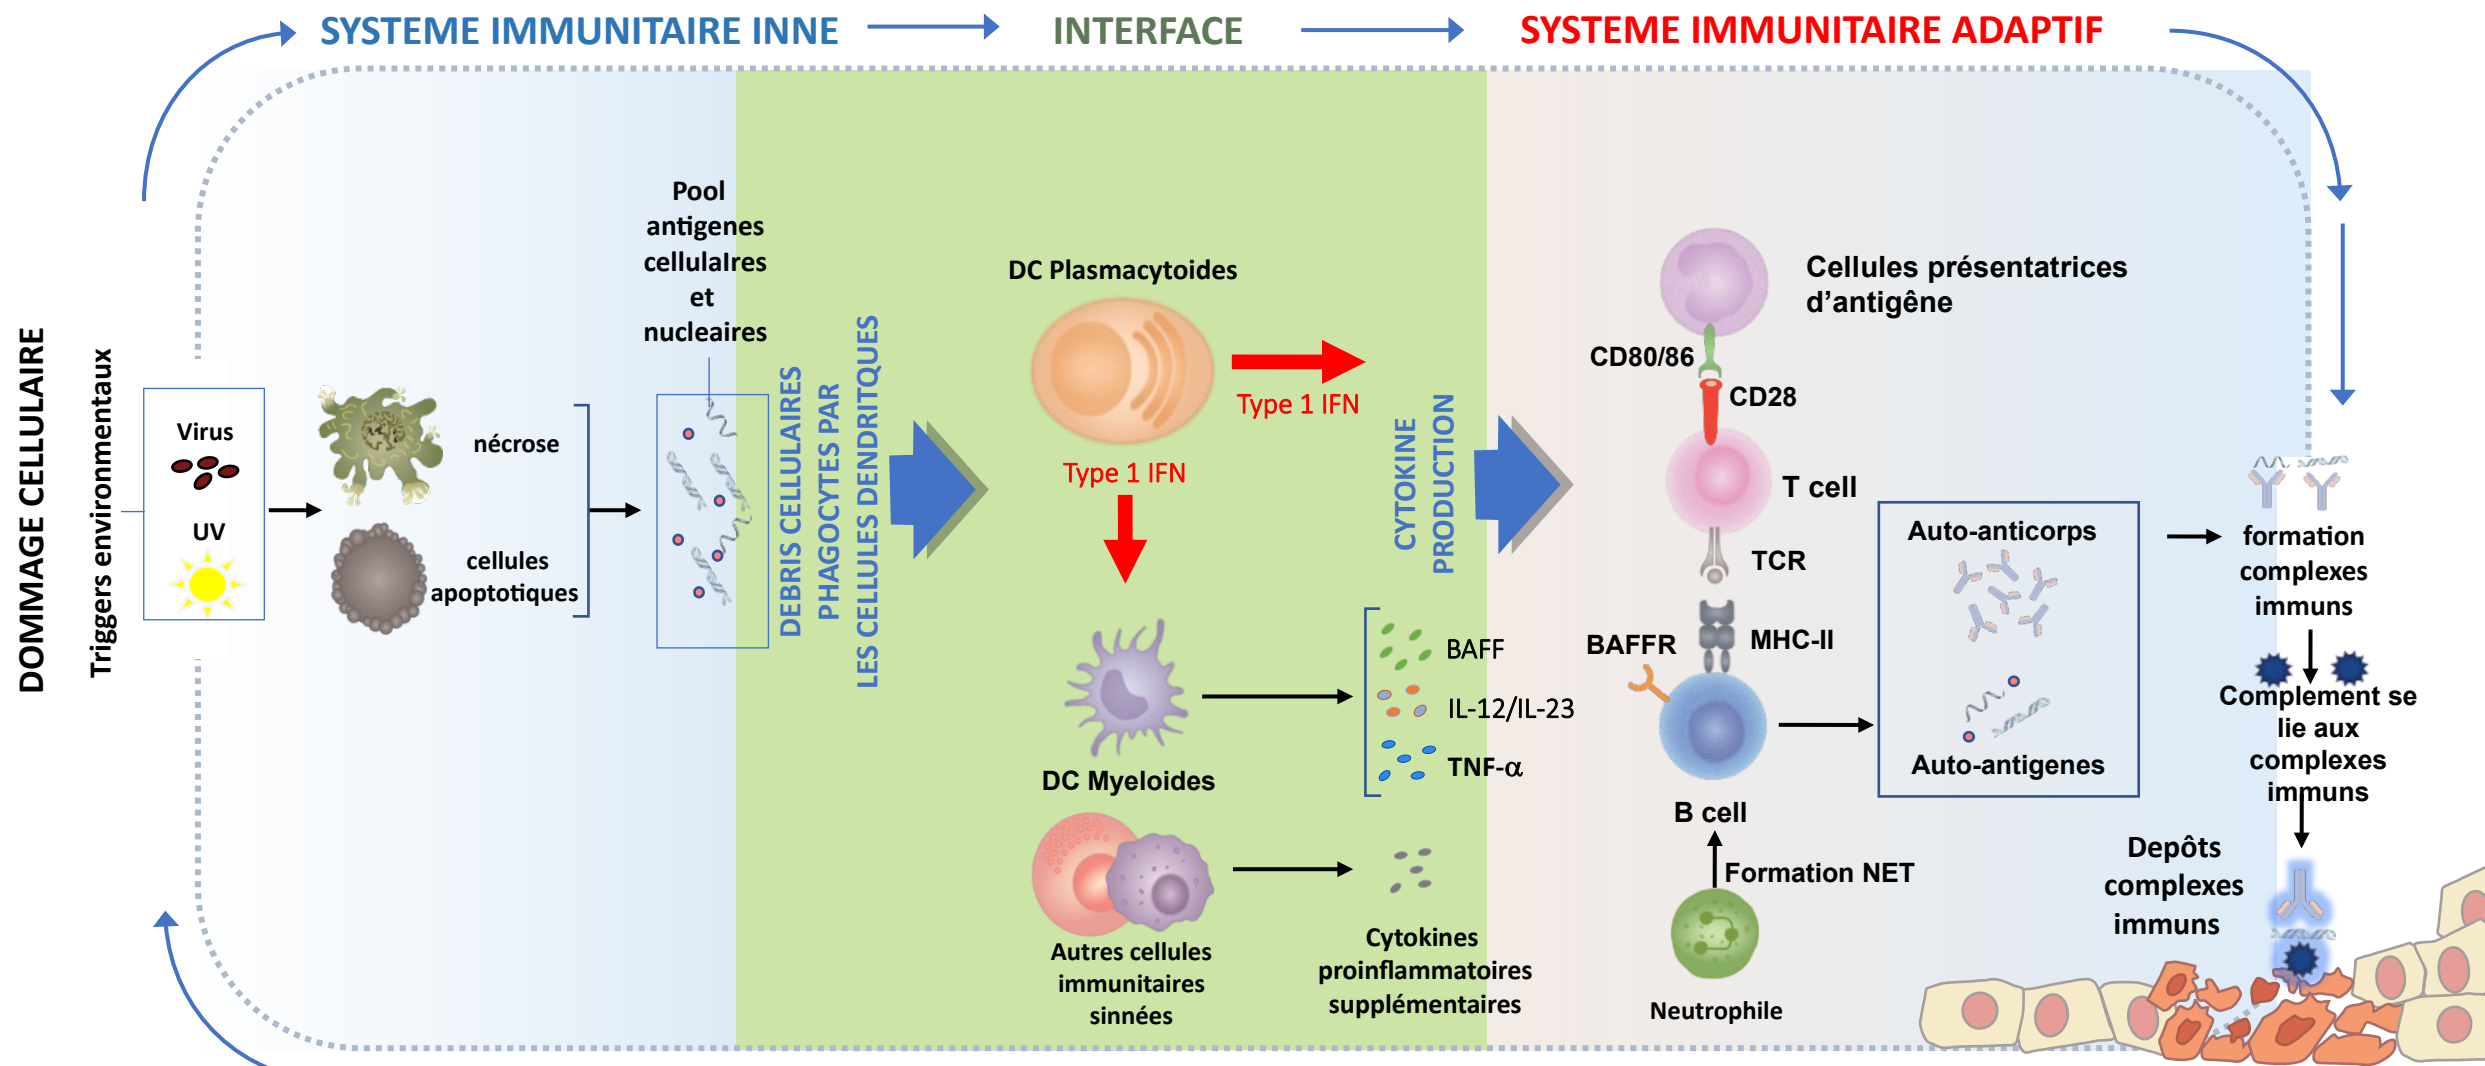 SYSTEME IMMUNITAIRE INNE
INTERFACE
SYSTEME IMMUNITAIRE ADAPTIF
DOMMAGE CELLULAIRE
Triggers environmentaux
Virus
UV
nécrose
cellules
apoptotiques
Pool
antigenes
cellulaIres
et
nucleaires
DEBRIS CELLULAIRES
PHAGOCYTES PAR
LES CELLULES DENDRITQUES
DC Plasmacytoides
Type 1 IFN
Type 1 IFN
DC Myeloides
BAFF
IL-12/IL-23
TNF-α
Autres cellules
immunitaires
sinnées
Cytokines
proinflammatoires
supplémentaires
CYTOKINE
PRODUCTION
Cellules présentatrices
d'antigêne
CD80/86
CD28
T cell
TCR
MHC-II
BAFFR
B cell
Formation NET
Neutrophile
Auto-anticorps
Auto-antigenes
formation
complexes
immuns
Complement se
lie aux
complexes
immuns
Depôts
complexes
immuns